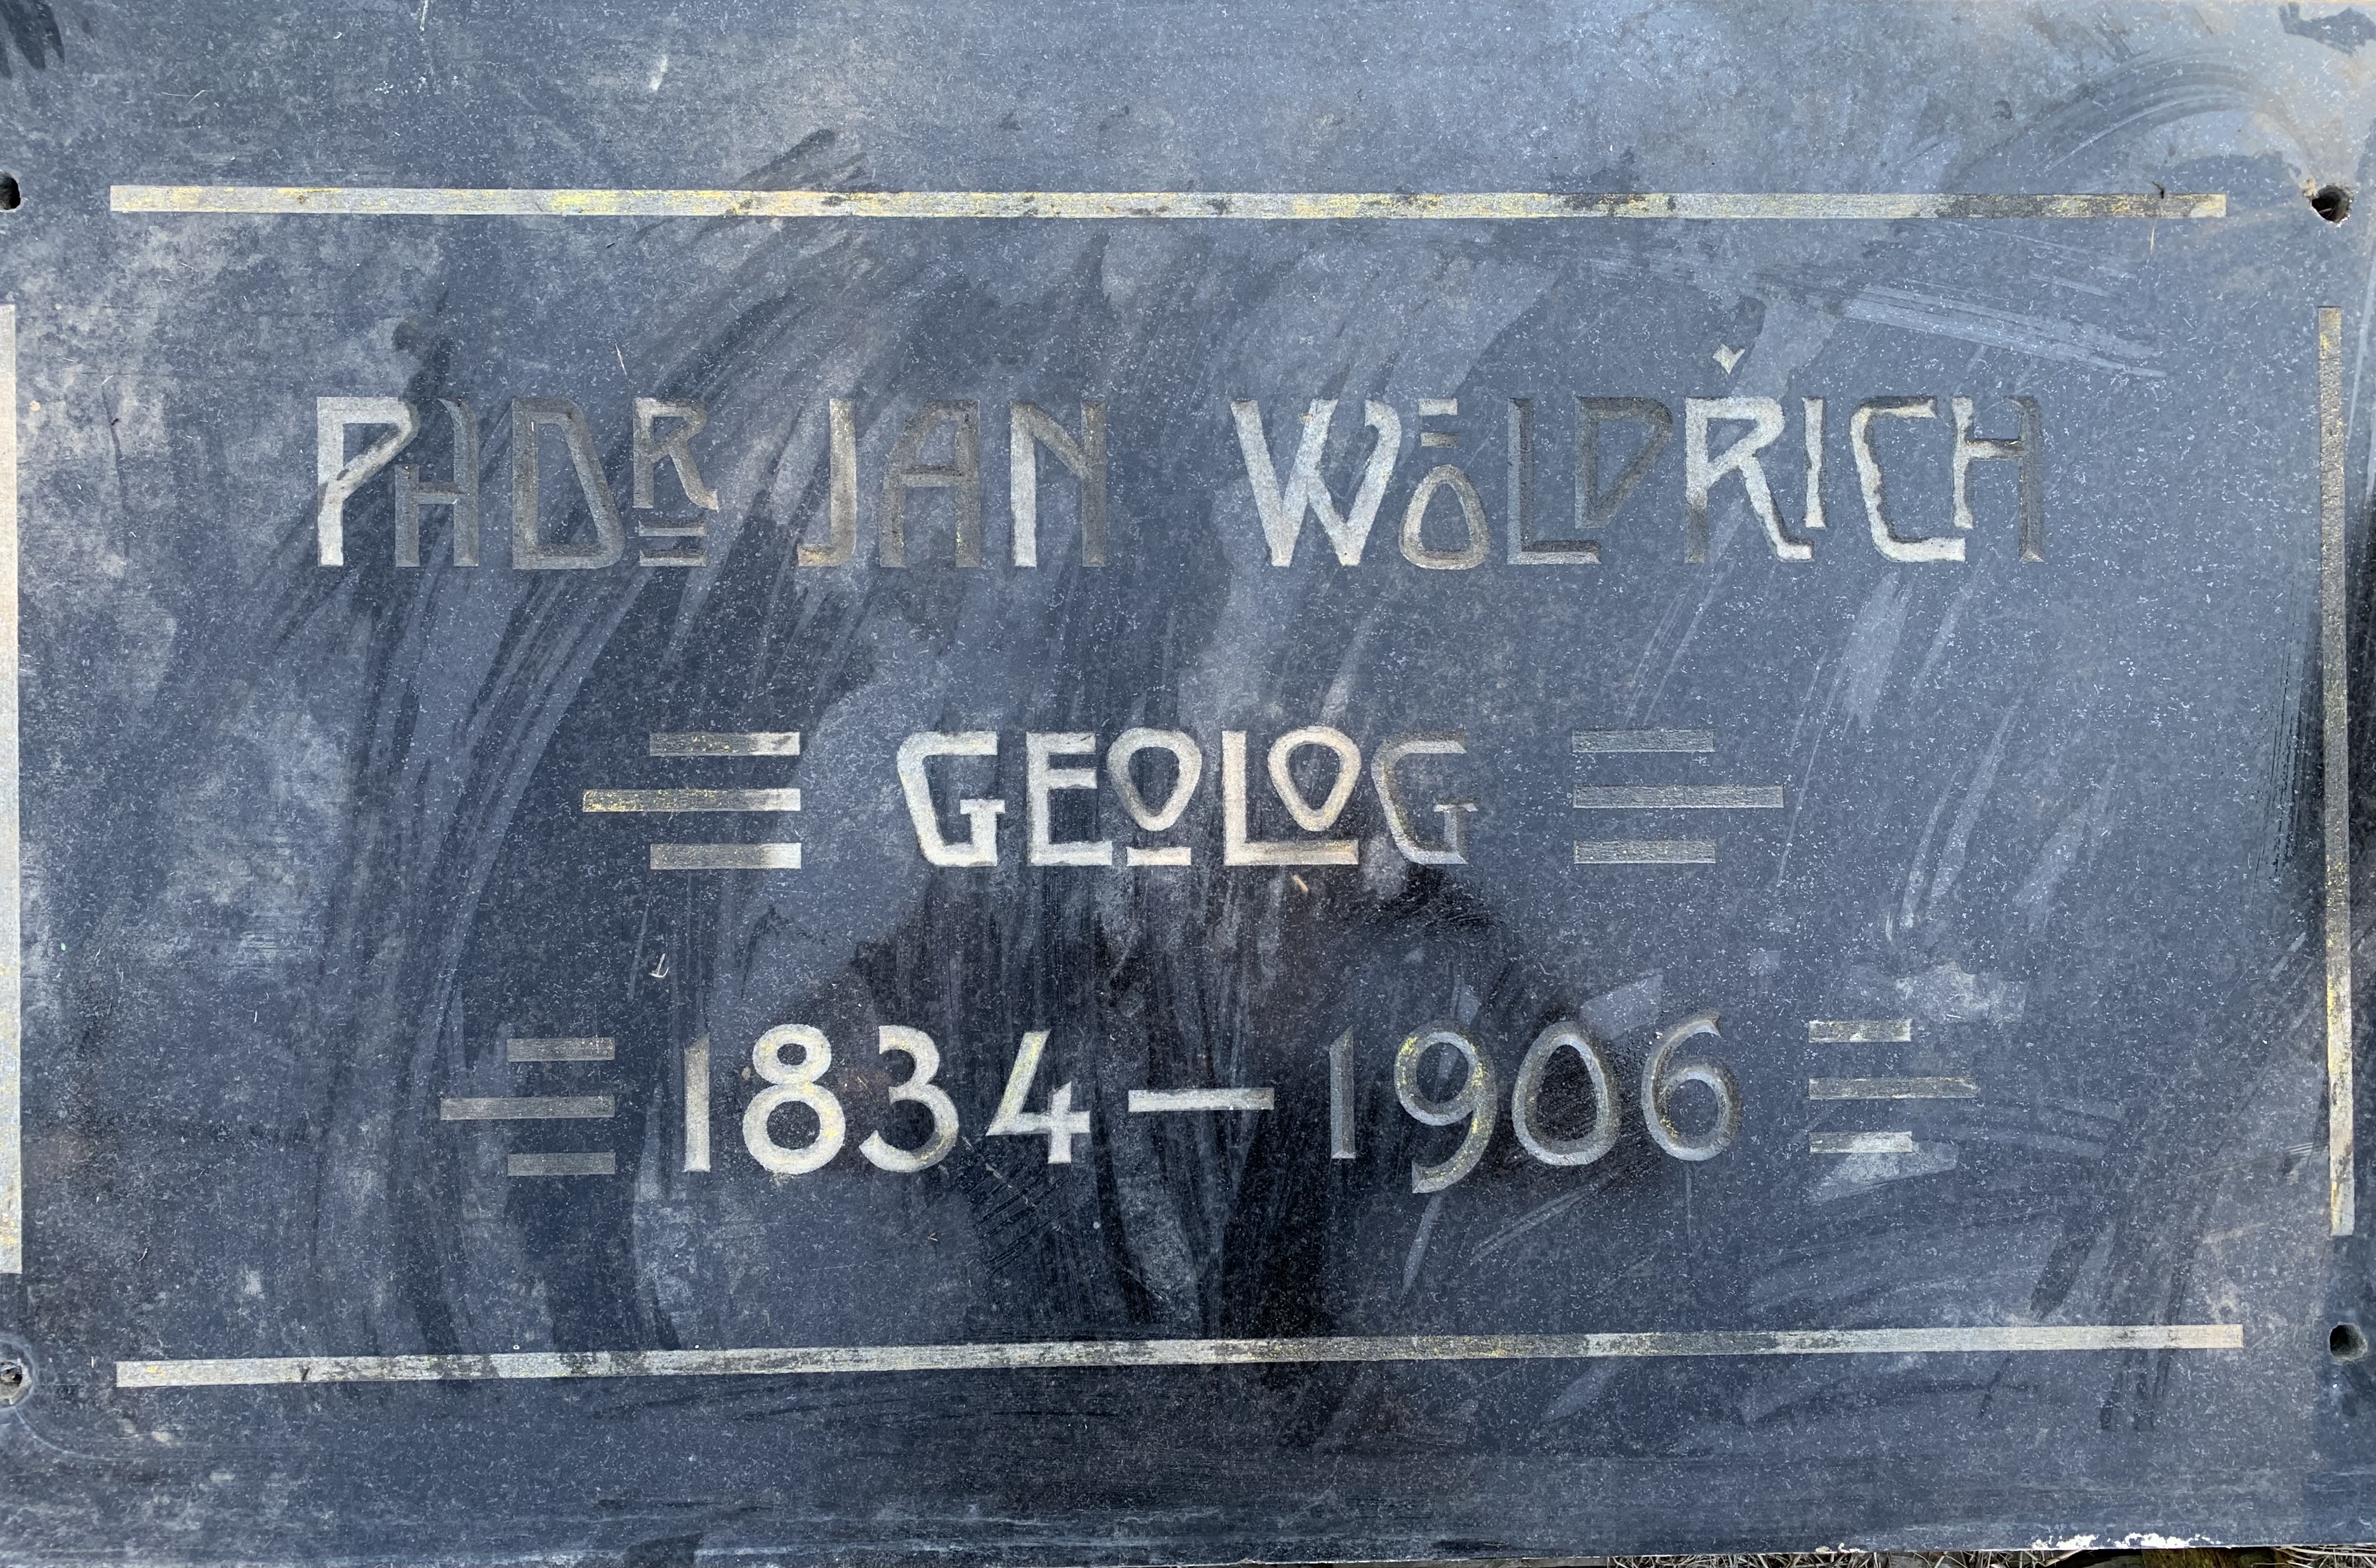 PHDR JAN WOLDŘICH
GEOLOG
1834—1906